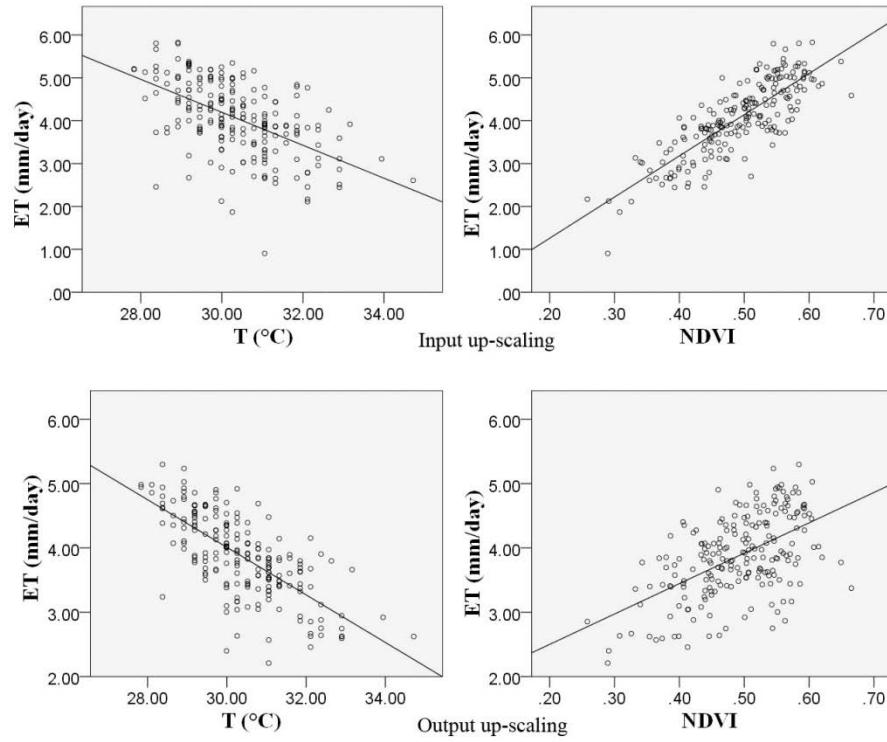 6.00
5.00
4.00
3.00
2.00
1.00
.00
ET (mm/day)
28.00 30.00 32.00 34.00
T (°C)
6.00
5.00
4.00
3.00
2.00
1.00
.00
ET (mm/day)
.20 .30 .40 .50 .60 .70
NDVI
Input up-scaling
6.00
5.00
4.00
3.00
2.00
ET (mm/day)
28.00 30.00 32.00 34.00
T (°C)
6.00
5.00
4.00
3.00
2.00
ET (mm/day)
.20 .30 .40 .50 .60 .70
NDVI
Output up-scaling